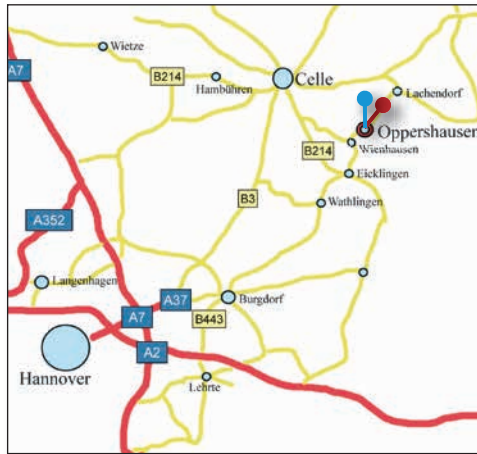 Wietze
A7
B214
Celle
Hambühren
Lachendorf
Oppershausen
B214
Wienhausen
Eicklingen
B3
Wathlingen
A352
Langenhagen
A37
Burgdorf
A7
B443
A2
Hannover
Lehrte